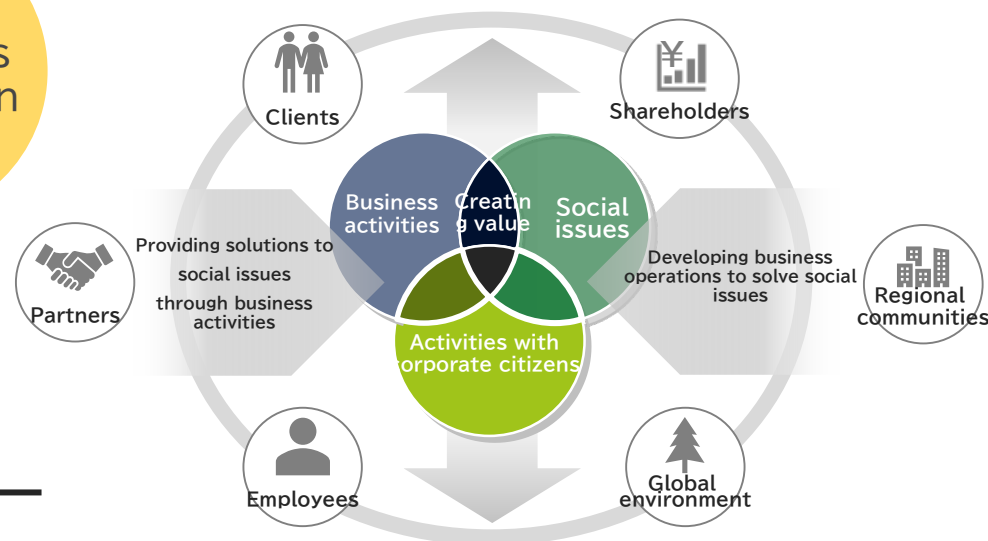 s
n
Clients
Shareholders
Business
activities
Creatin
g value
Social
issues
Providing solutions to
social issues
through business
activities
Developing business
operations to solve social
issues
Partners
Regional
communities
Activities with
corporate citizens
Employees
Global
environment